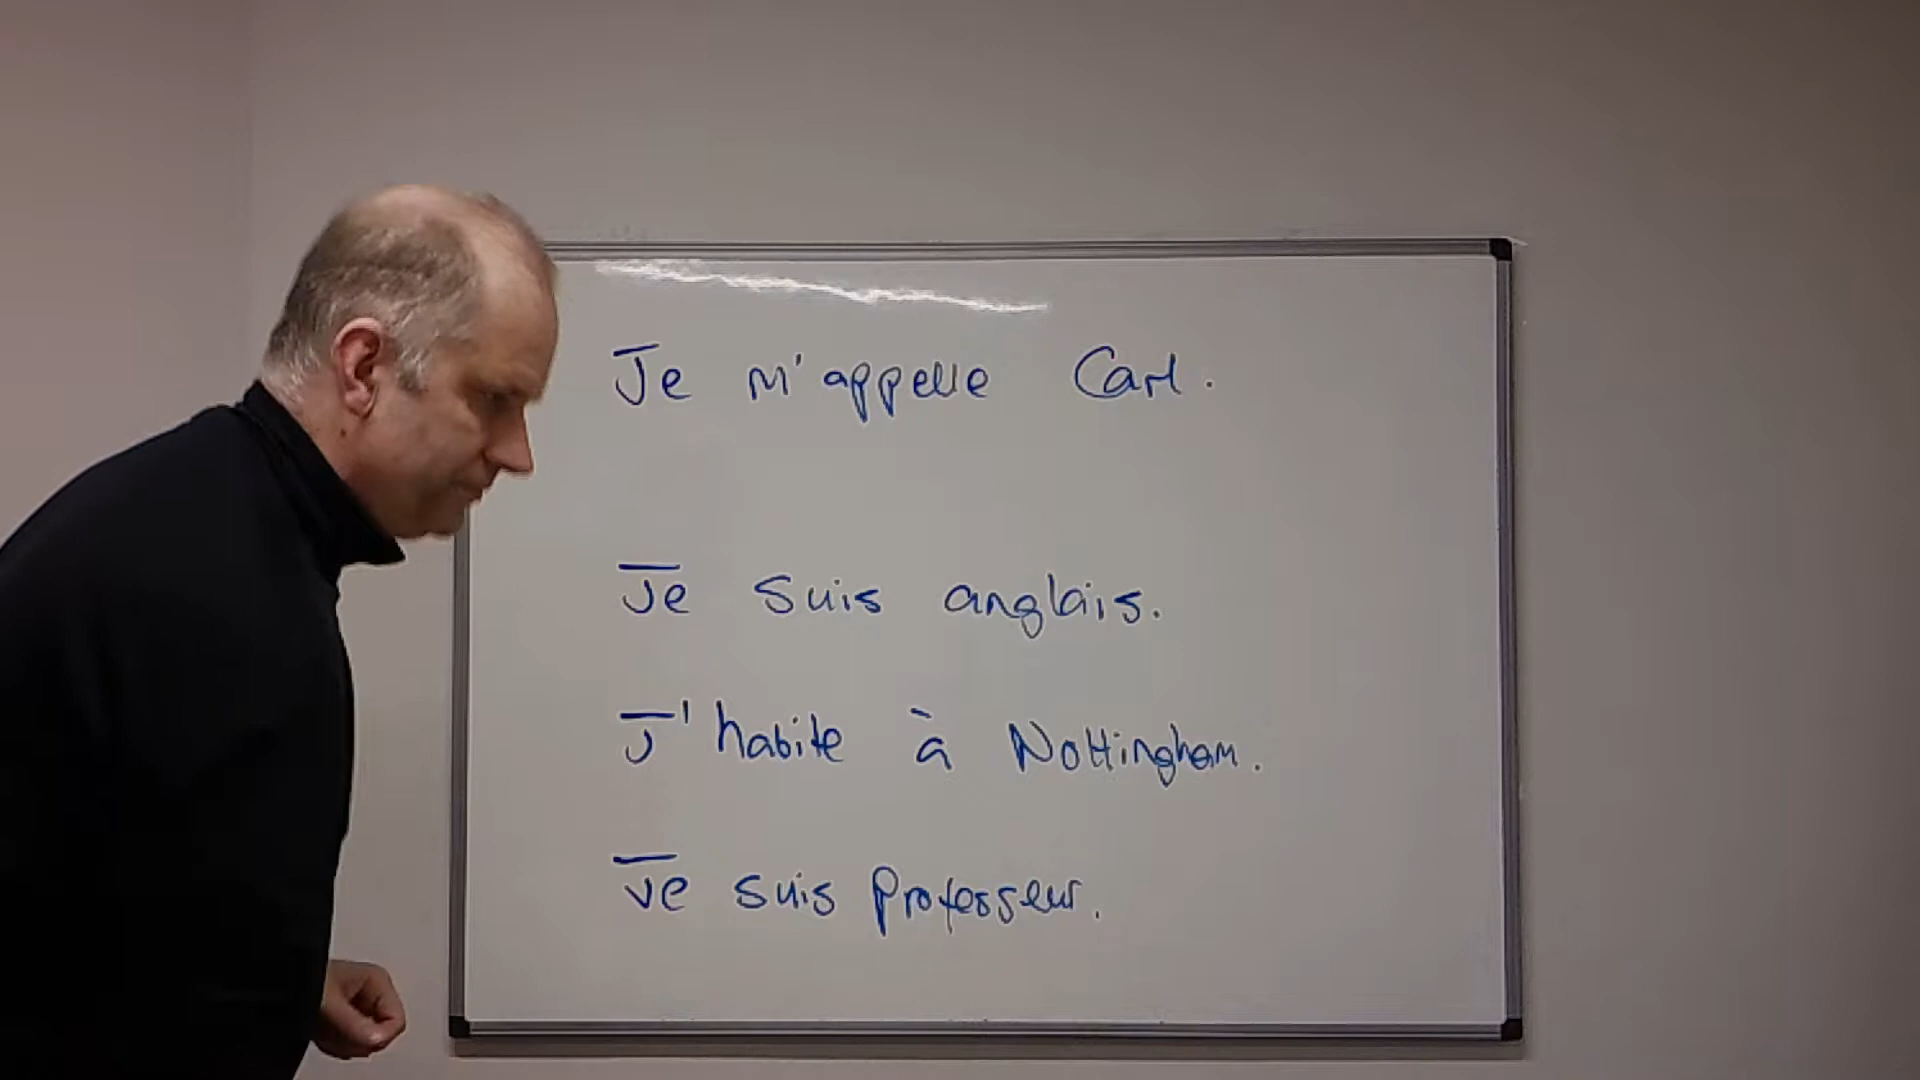 Je m'appelle Carl.
Je suis anglais.
J'habite à Nottingham.
Je suis professeur.